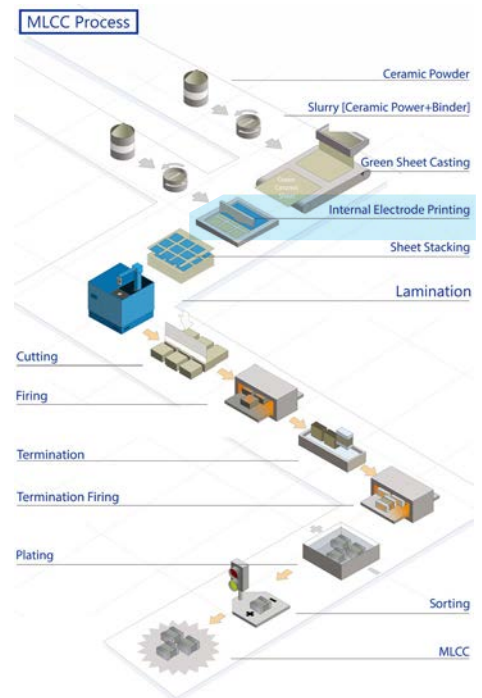 MLCC Process
Ceramic Powder
Slurry [Ceramic Power+Binder]
Green Sheet Casting
Internal Electrode Printing
Sheet Stacking
Lamination
Cutting
Firing
Termination
Termination Firing
Plating
Sorting
MLCC